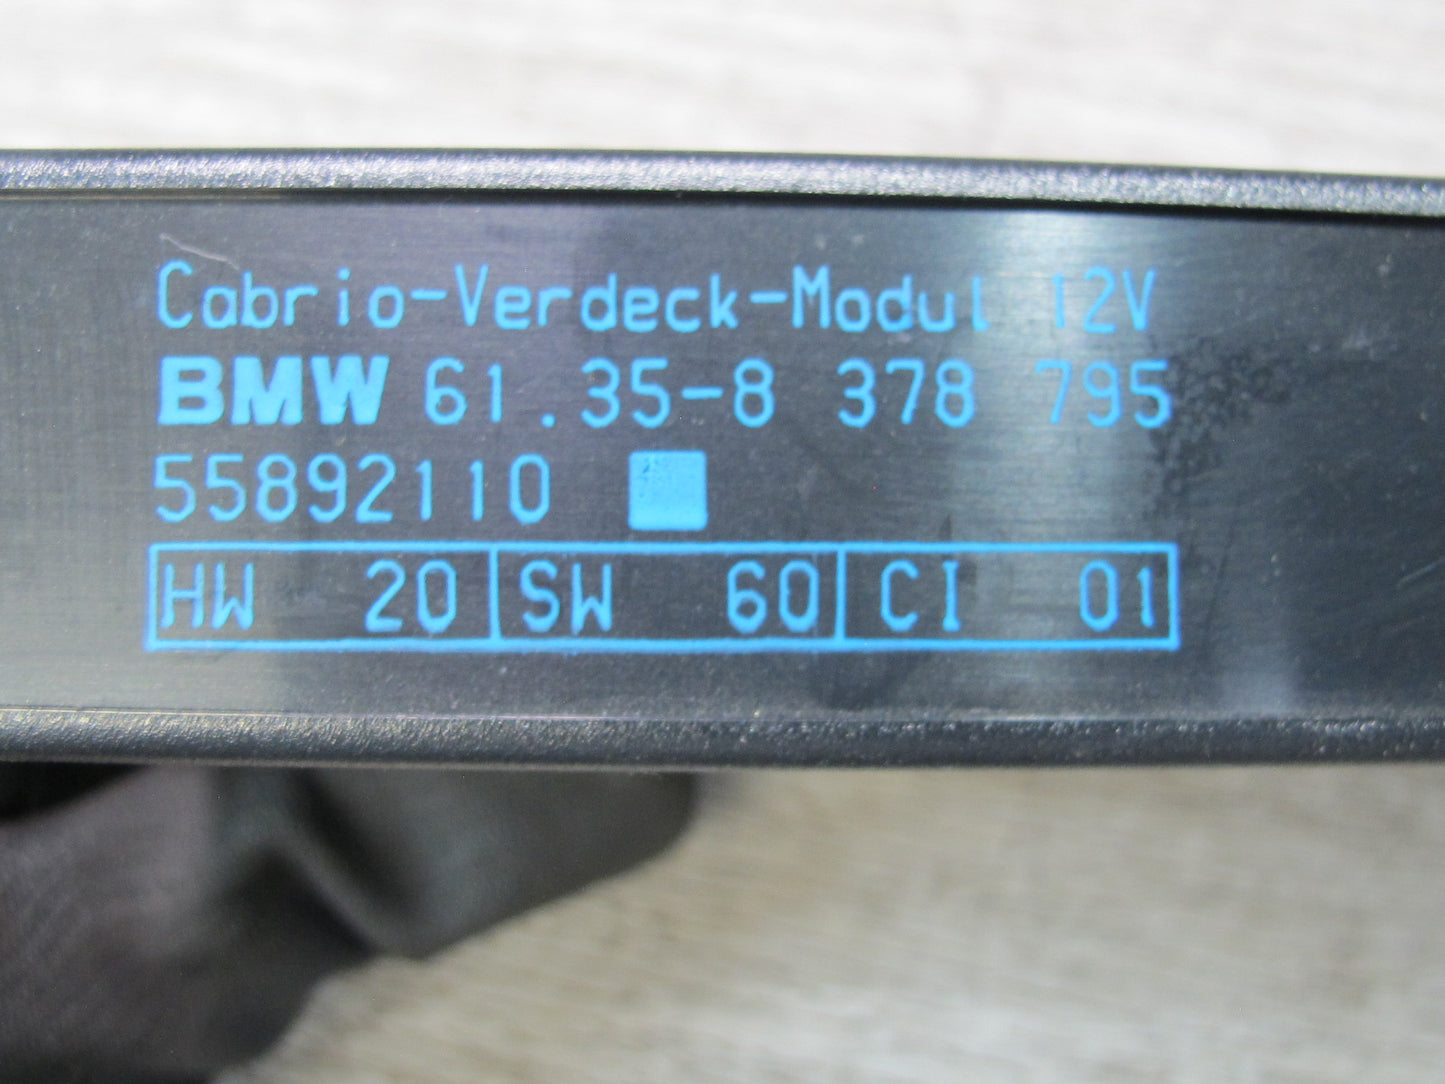 Cabrio-Verdeck-Modul 12V
BMW 61.35-8 378 795
55892110
HW 20 SW 60 CI 01